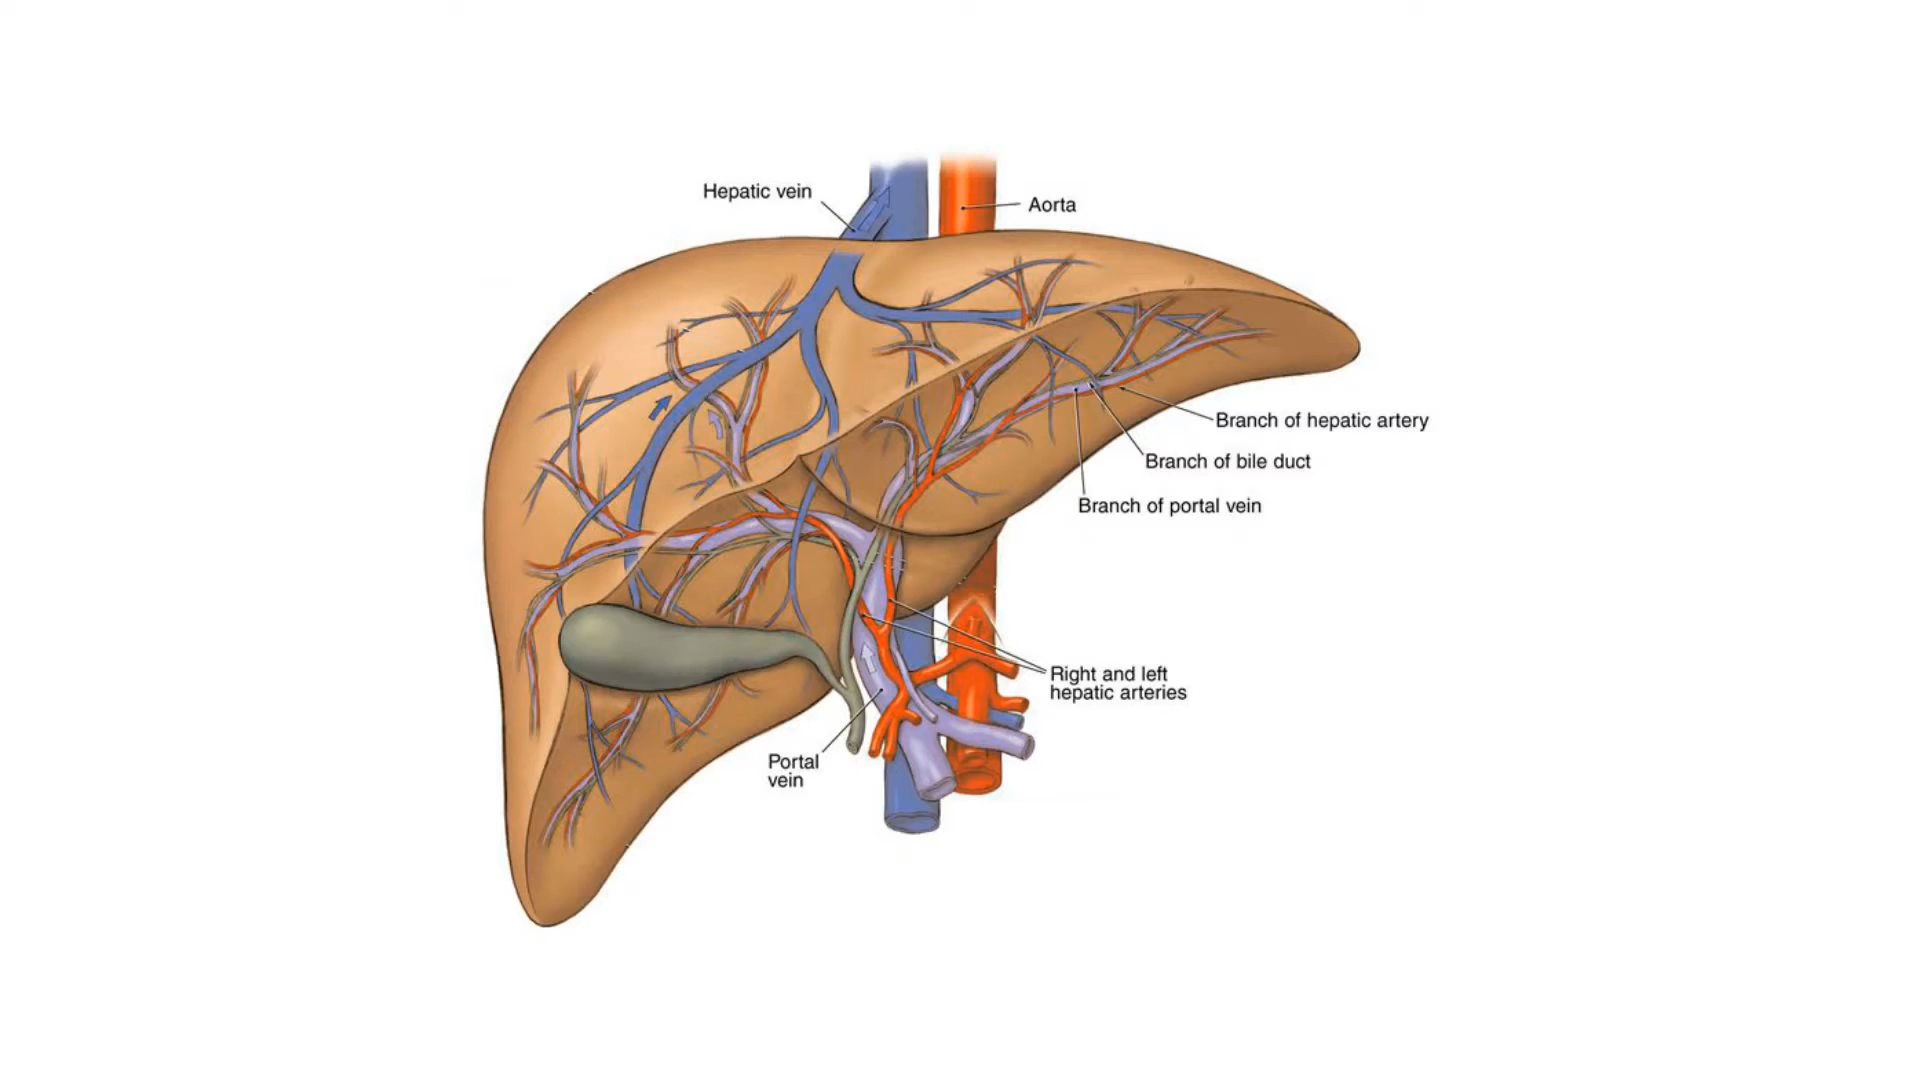 Hepatic vein
Aorta
Branch of hepatic artery
Branch of bile duct
Branch of portal vein
Right and left
hepatic arteries
Portal
vein